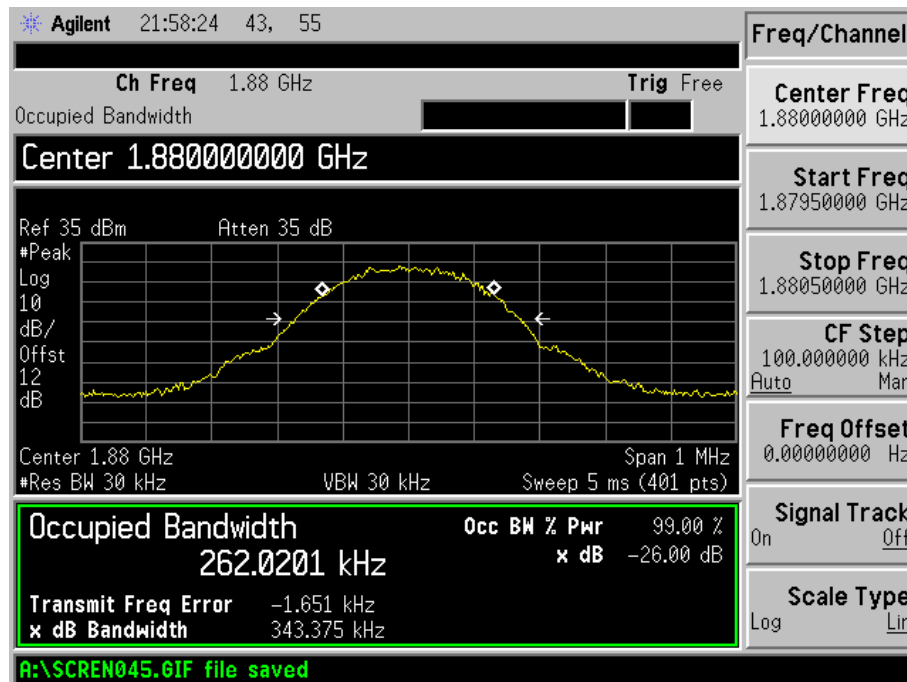 Agilent 21:58:24 43, 55
Freq/Channel
Ch Freq 1.88 GHz Trig Free
Occupied Bandwidth
Center 1.880000000 GHz
Ref 35 dBm Atten 35 dB
#Peak
Log
10
dB/
Offst
12
dB
Center 1.88 GHz Span 1 MHz
#Res BW 30 kHz VBW 30 kHz Sweep 5 ms (401 pts)
Occupied Bandwidth
262.0201 kHz
Occ BW % Pwr 99.00 %
x dB -26.00 dB
Transmit Freq Error -1.651 kHz
x dB Bandwidth 343.375 kHz
A:\SCREN045.GIF file saved
Center Freq
1.88000000 GHz
Start Freq
1.87950000 GHz
Stop Freq
1.88050000 GHz
CF Step
100.000000 kHz
Auto Man
Freq Offset
0.00000000 Hz
Signal Track
On Off
Scale Type
Log Lin